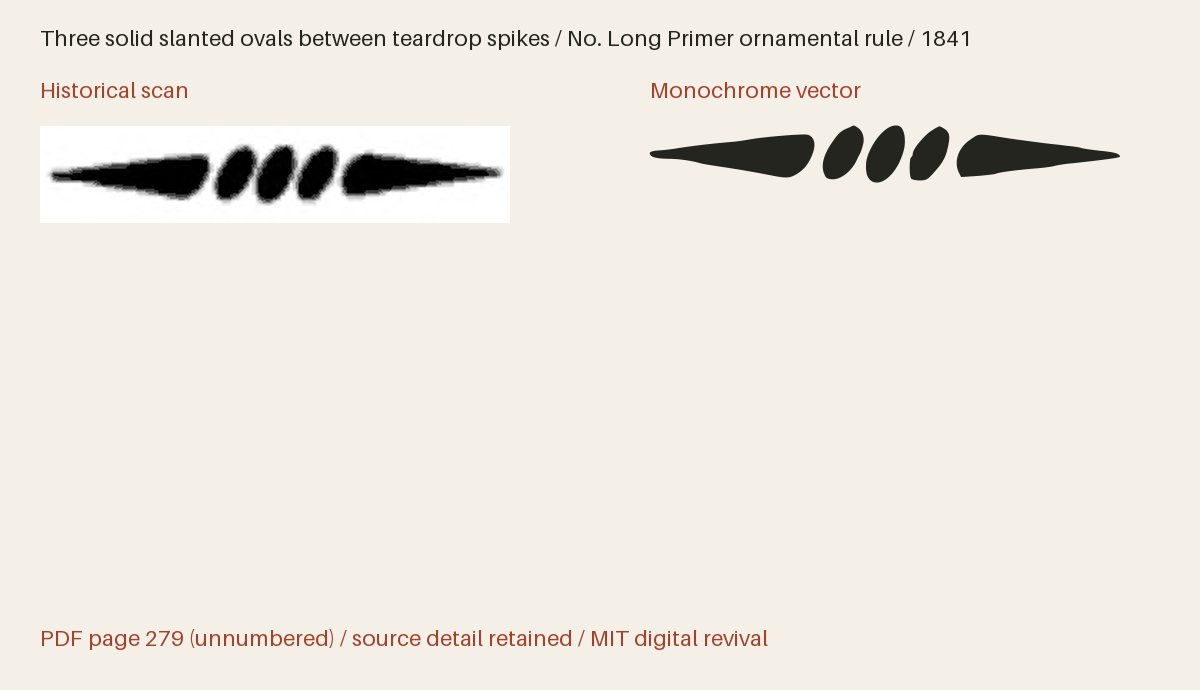 Three solid slanted ovals between teardrop spikes / No. Long Primer ornamental rule / 1841
Historical scan
Monochrome vector
PDF page 279 (unnumbered) / source detail retained / MIT digital revival